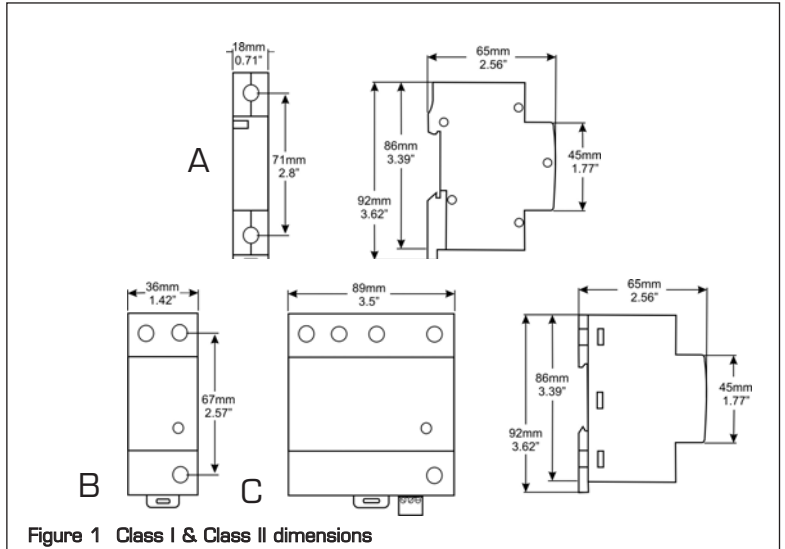 18mm
0.71"
65mm
2.56"
A
71mm
2.8"
86mm
3.39"
92mm
3.62"
45mm
1.77"
36mm
1.42"
89mm
3.5"
65mm
2.56"
67mm
2.57"
86mm
3.39"
92mm
3.62"
45mm
1.77"
B
C
Figure 1 Class I & Class II dimensions